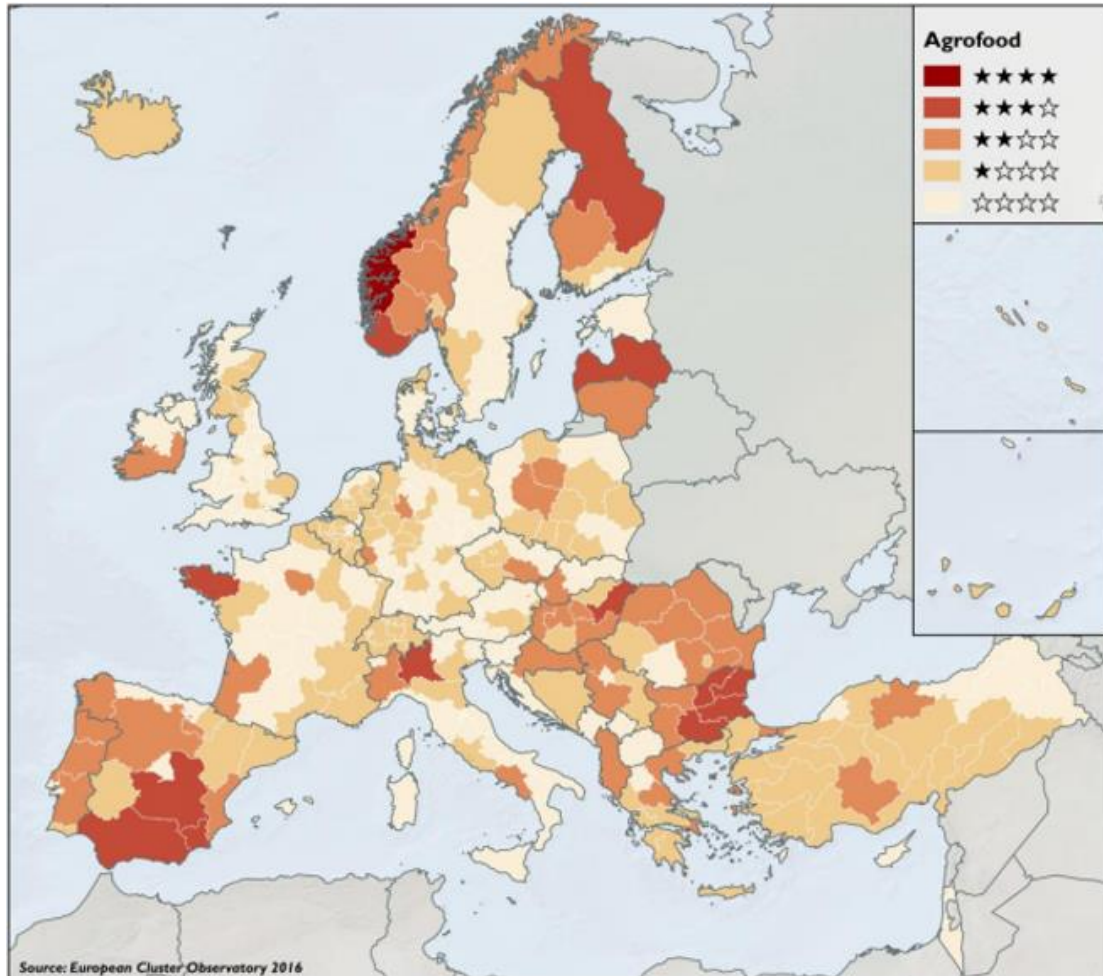 Agrofood
★★★★
★★★☆
★★☆☆
★☆☆☆
☆☆☆☆
Source: European Cluster Observatory 2016